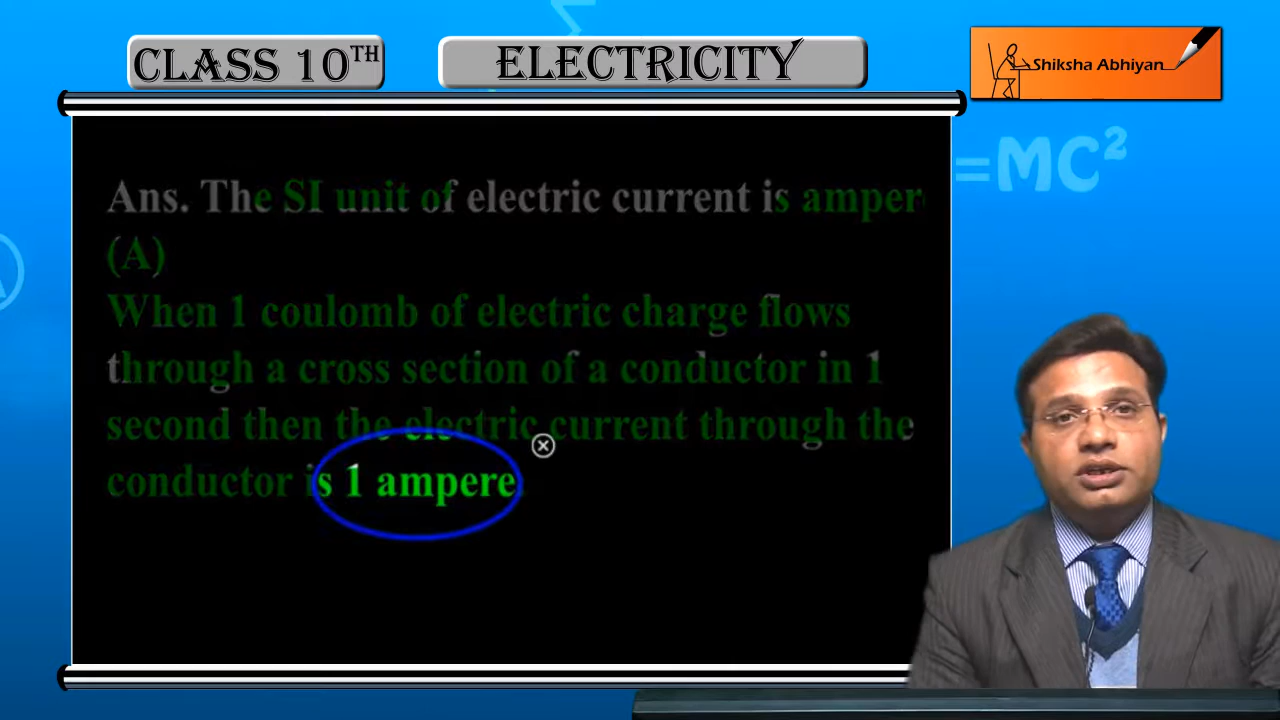 CLASS 10TH
ELECTRICITY
Shiksha Abhiyan
=MC²
Ans. The SI unit of electric current is amper
(A)
When 1 coulomb of electric charge flows
through a cross section of a conductor in 1
second then the electric current through the
conductor is 1 ampere